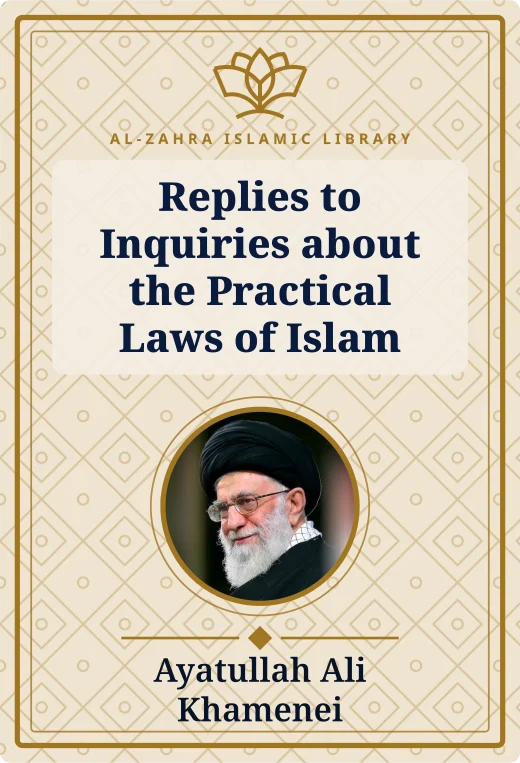 AL-ZAHRA ISLAMIC LIBRARY
Replies to
Inquiries about
the Practical
Laws of Islam
Ayatullah Ali
Khamenei